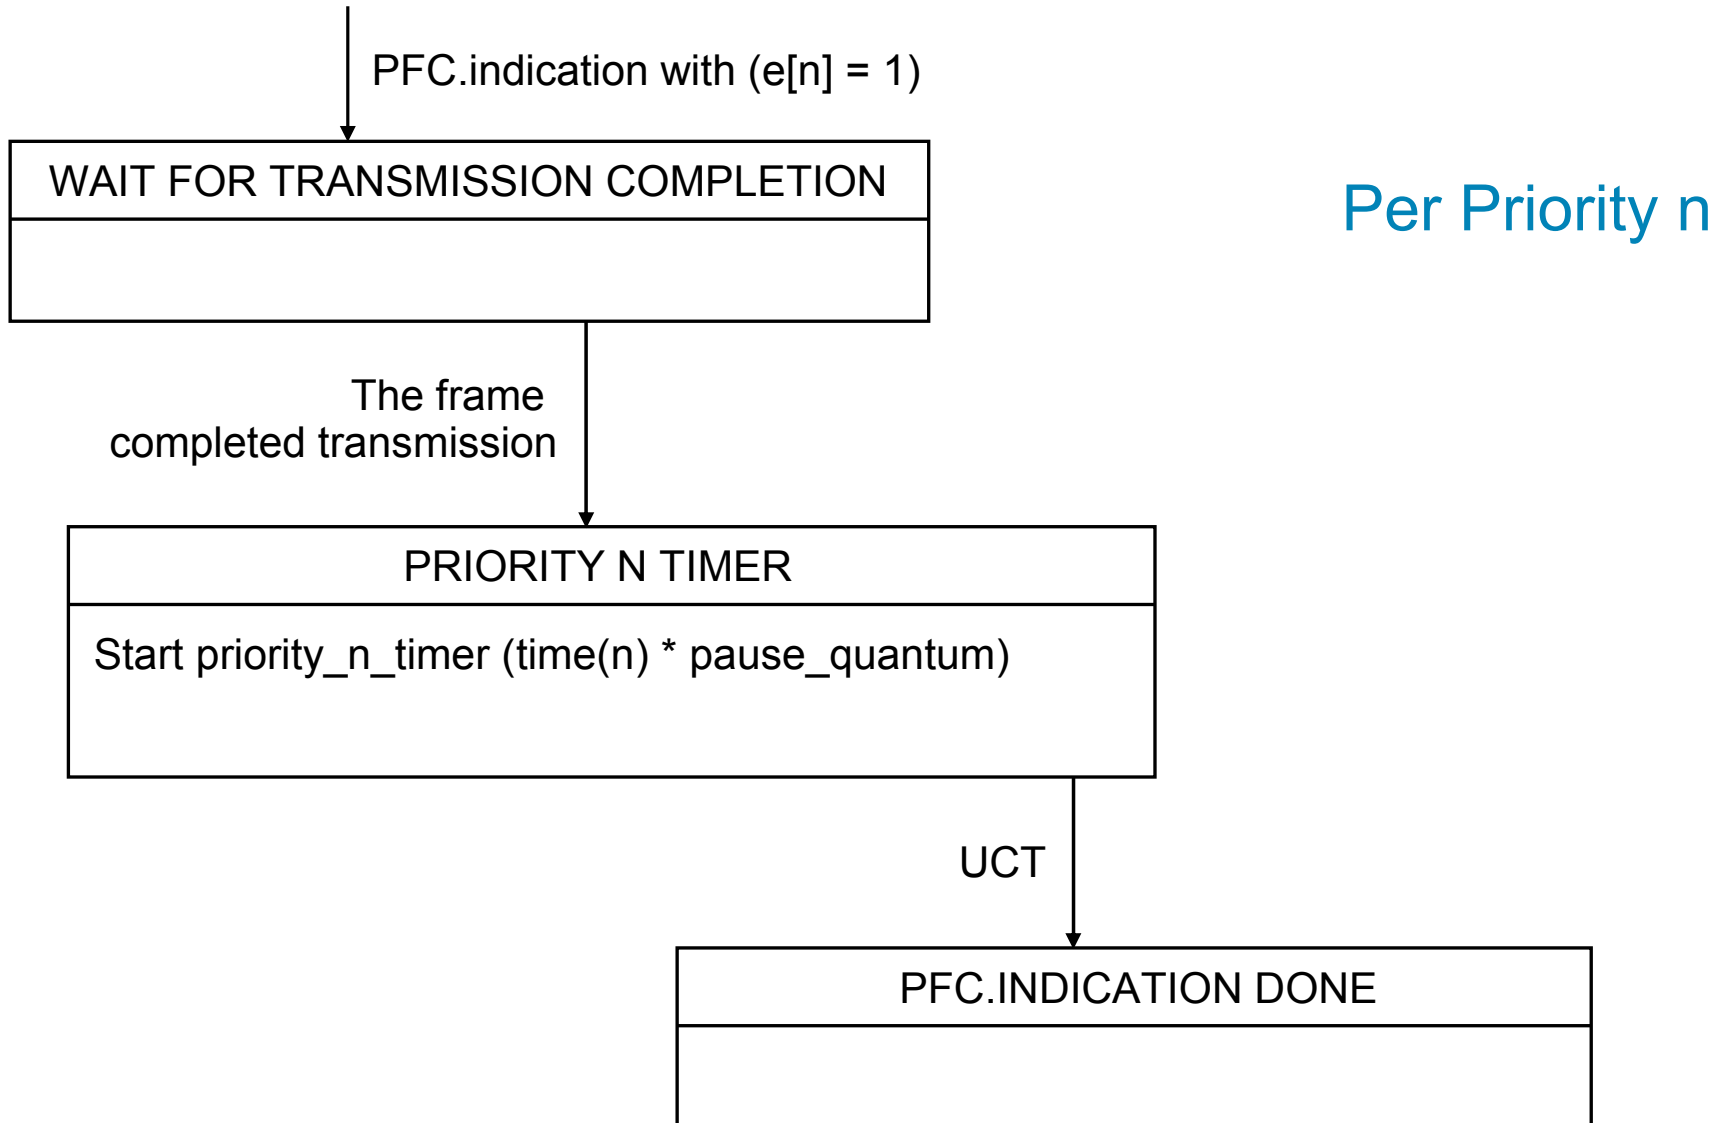 PFC.indication with (e[n] = 1)
WAIT FOR TRANSMISSION COMPLETION
Per Priority n
The frame
completed transmission
PRIORITY N TIMER
Start priority_n_timer (time(n) * pause_quantum)
UCT
PFC.INDICATION DONE